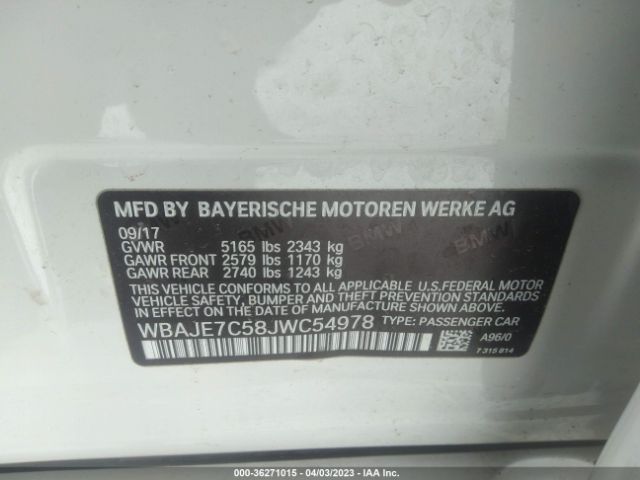 MFD BY BAYERISCHE MOTOREN WERKE AG
09/17
GVWR 5165 lbs 2343 kg
GAWR FRONT 2579 lbs 1170 kg
GAWR REAR 2740 lbs 1243 kg
THIS VEHICLE CONFORMS TO ALL APPLICABLE U.S.FEDERAL MOTOR
VEHICLE SAFETY, BUMPER AND THEFT PREVENTION STANDARDS
IN EFFECT ON THE DATE OF MANUFACTURE SHOWN ABOVE.
WBAJE7C58JWC54978 TYPE: PASSENGER CAR
A96/0
7 315 814
BMW BMW
000-36271015 - 04/03/2023 - IAA Inc.